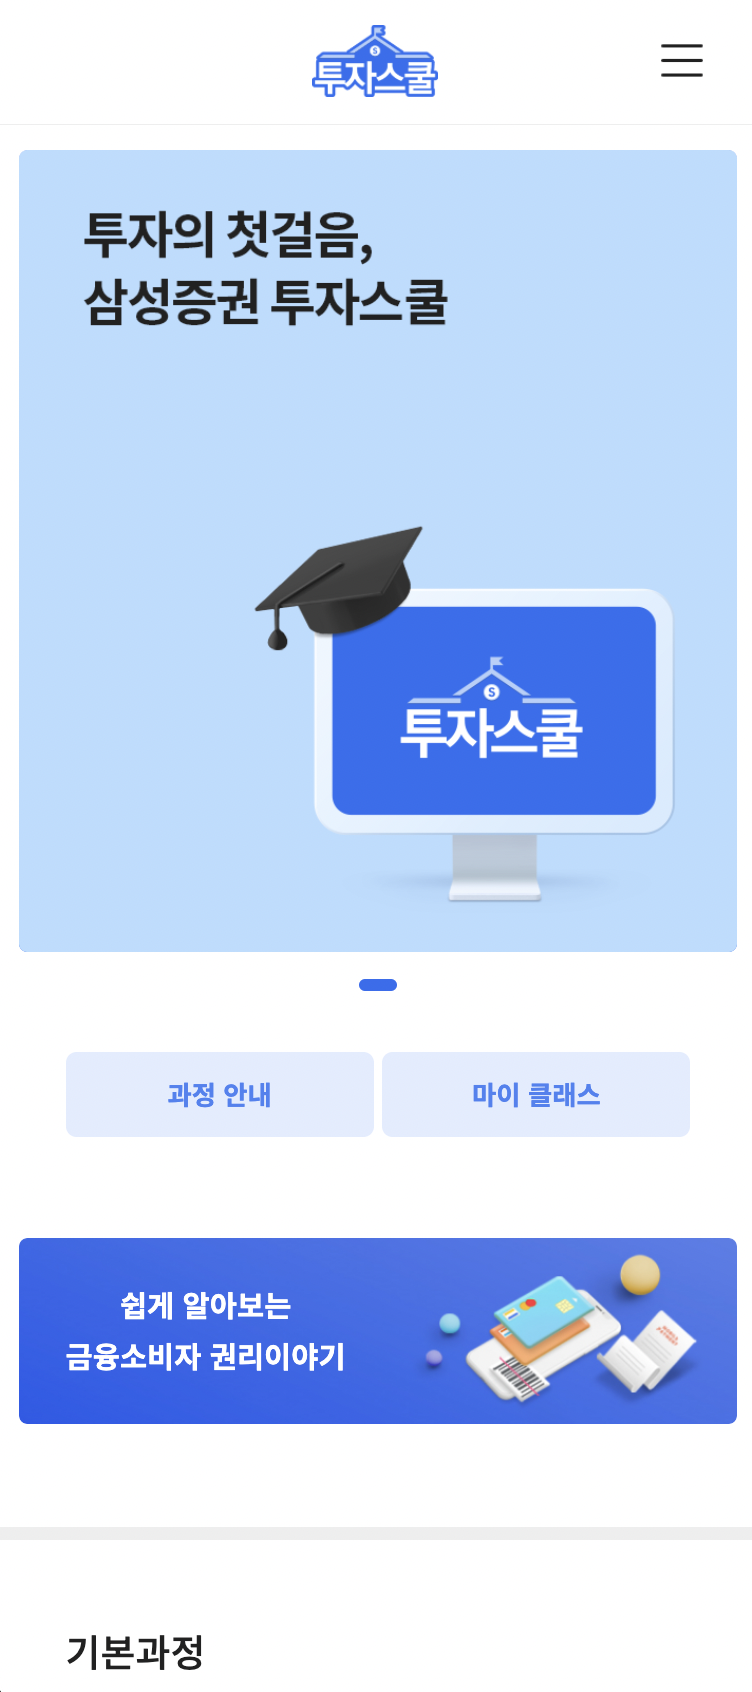 투자스쿨
투자의 첫걸음,
삼성증권 투자스쿨
S
투자스쿨
과정 안내
마이 클래스
쉽게 알아보는
금융소비자 권리이야기
기본과정